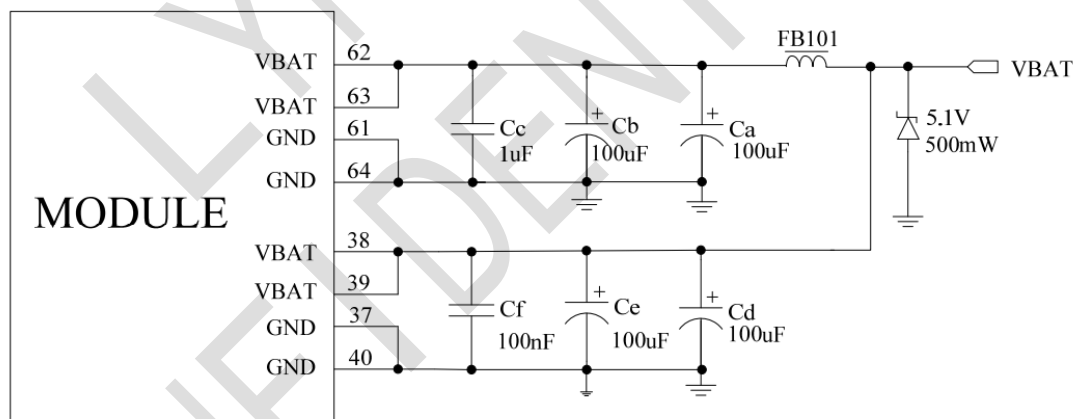 FB101
VBAT 62
VBAT
VBAT 63
GND 61
GND 64
Cc
1uF
+
Cb
100uF
+
Ca
100uF
5.1V
500mW
MODULE
VBAT 38
VBAT 39
GND 37
GND 40
Cf
100nF
+
Ce
100uF
+
Cd
100uF